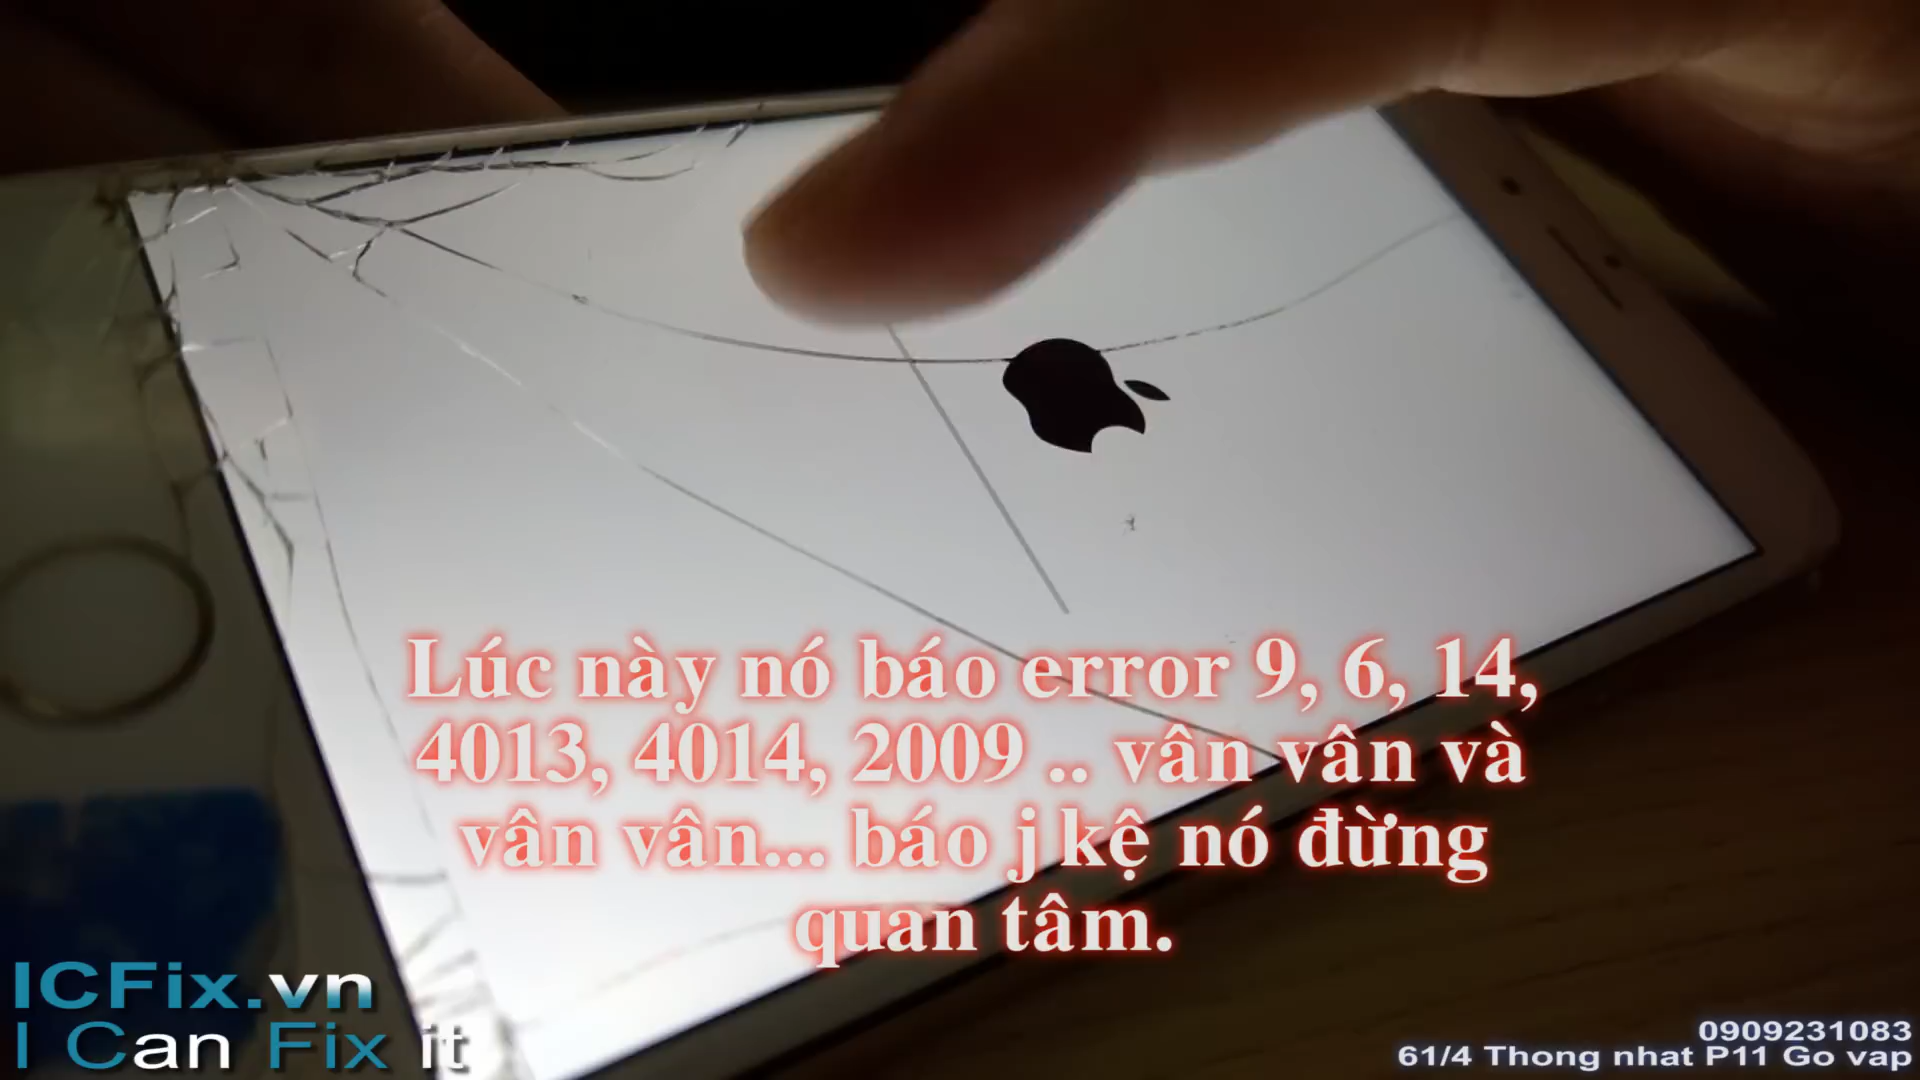 Lúc này nó báo error 9, 6, 14,
4013, 4014, 2009 .. vân vân và
vân vân... báo j kệ nó đừng
quan tâm.
ICFix.vn
I Can Fix it
0909231083
61/4 Thong nhat P11 Go vap